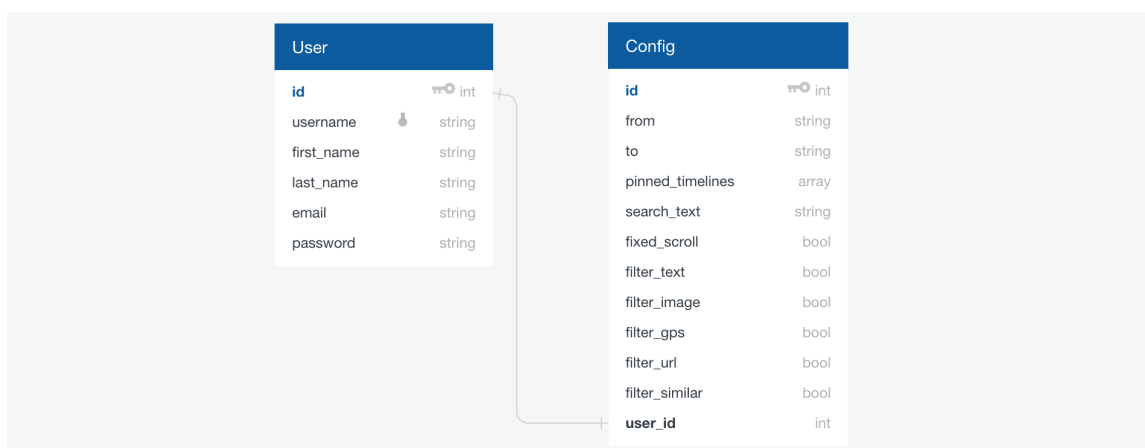 User
id int
username string
first_name string
last_name string
email string
password string
Config
id int
from string
to string
pinned_timelines array
search_text string
fixed_scroll bool
filter_text bool
filter_image bool
filter_gps bool
filter_url bool
filter_similar bool
user_id int